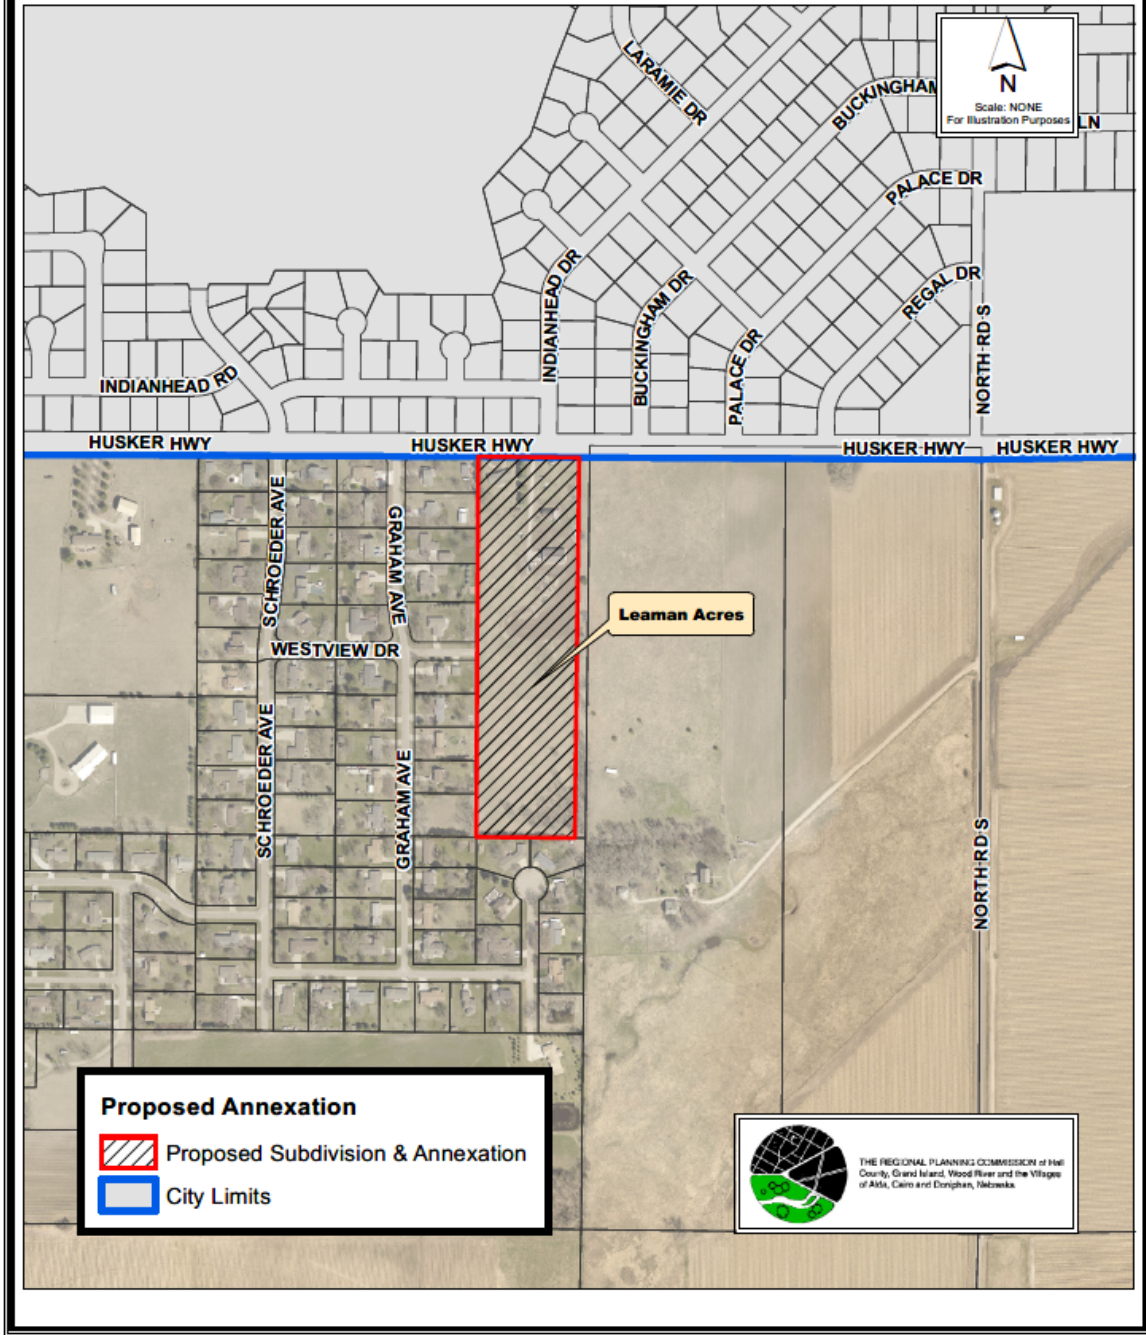 LARAMIE DR
BUCKINGHAM
N
Scale: NONE
For Illustration Purposes
LN
PALACE DR
REGAL DR
INDIANHEAD DR
BUCKINGHAM DR
PALACE DR
NORTH RD S
INDIANHEAD RD
HUSKER HWY
HUSKER HWY
HUSKER HWY
HUSKER HWY
SCHROEDER AVE
GRAHAM AVE
Leaman Acres
WESTVIEW DR
SCHROEDER AVE
GRAHAM AVE
NORTH RD S
Proposed Annexation
Proposed Subdivision & Annexation
City Limits
THE REGIONAL PLANNING COMMISSION of Hall
County, Grand Island, Wood River and the Villages
of Alda, Cairo and Doniphan, Nebraska